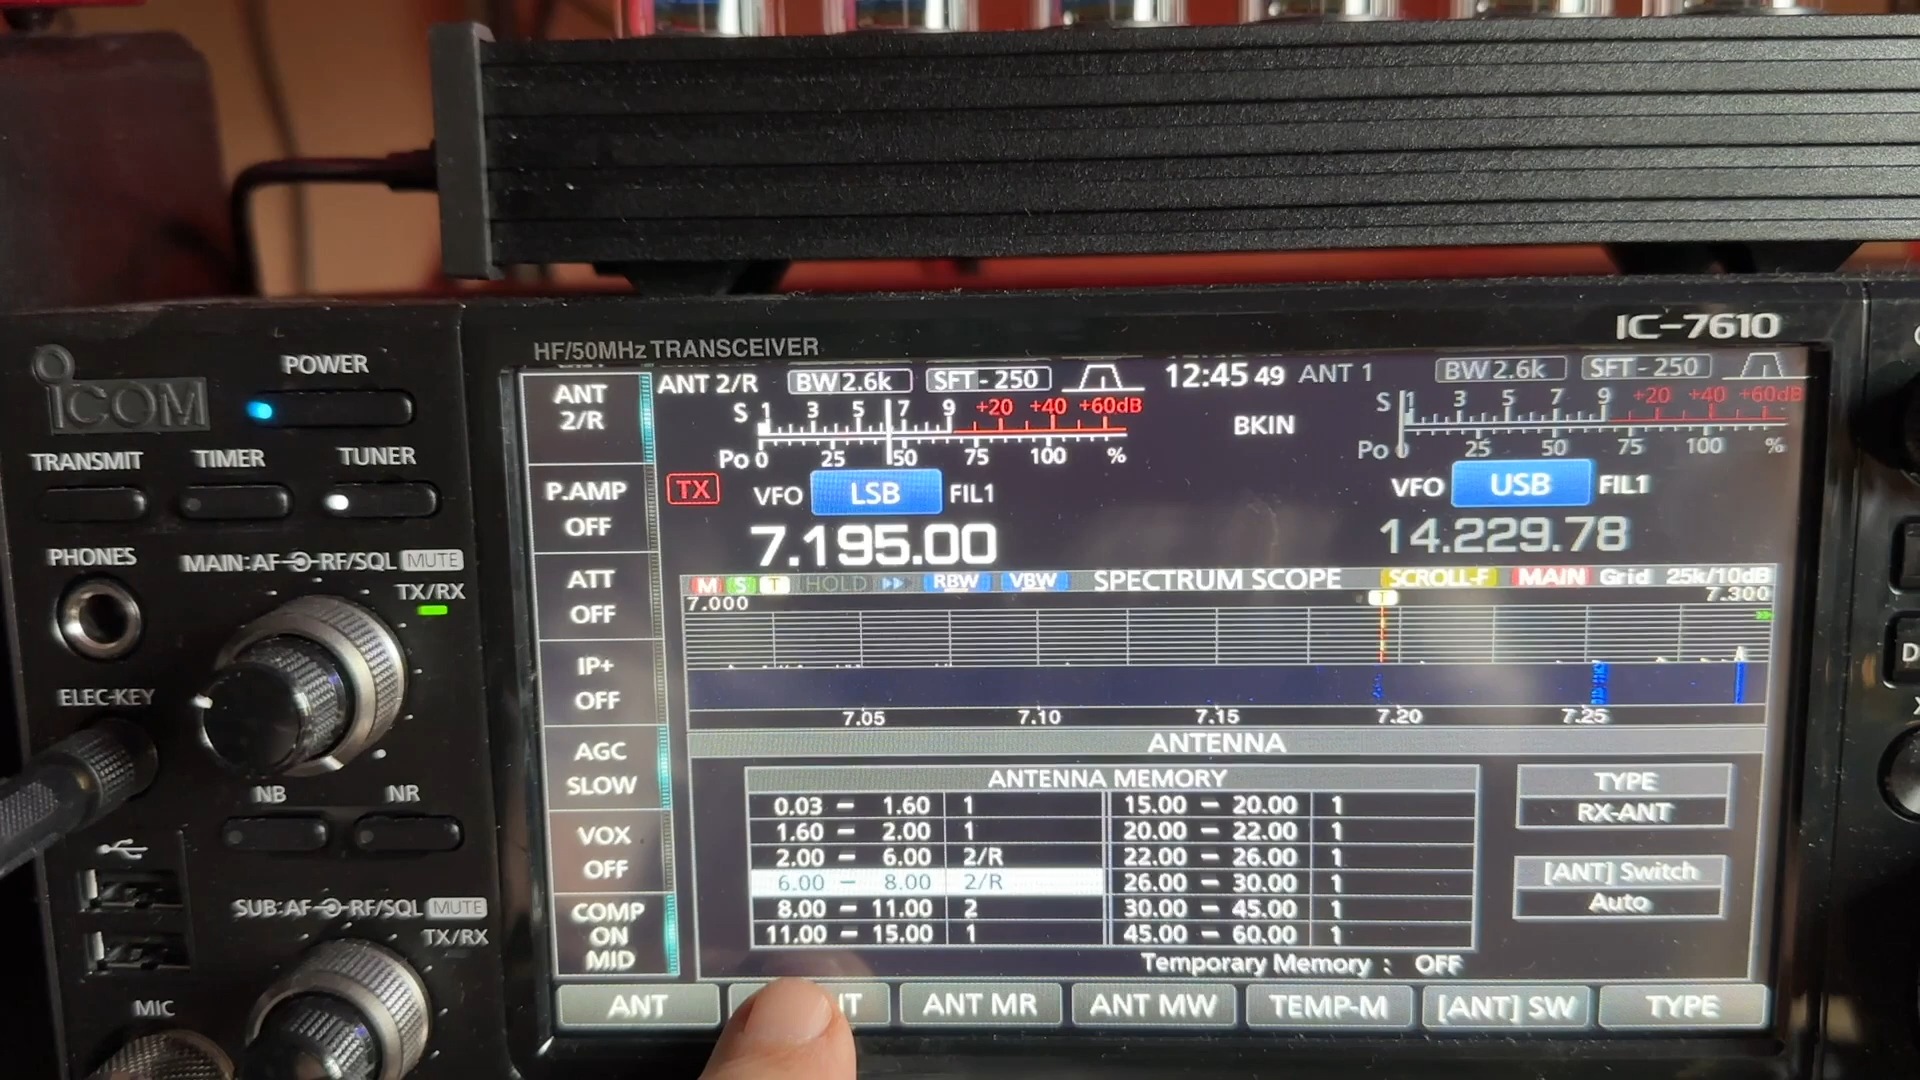 IC-7610
HF/50MHz TRANSCEIVER
iCOM
POWER
TRANSMIT
TIMER
TUNER
PHONES
MAIN:AF RF/SQL MUTE
TX/RX
ELEC-KEY
NB
NR
SUB:AF RF/SQL MUTE
TX/RX
MIC
ANT
2/R
P.AMP
OFF
ATT
OFF
IP+
OFF
AGC
SLOW
VOX
OFF
COMP
ON
MID
ANT 2/R BW 2.6k SFT - 250 12:45 49 ANT 1 BW 2.6k SFT - 250
S 1 3 5 7 9 +20 +40 +60dB
Po 0 25 50 75 100 %
BKIN
S 1 3 5 7 9 +20 +40 +60dB
Po 0 25 50 75 100 %
TX VFO LSB FIL1
VFO USB FIL1
7.195.00
14.229.78
M S T HOLD RBW VBW SPECTRUM SCOPE SCROLL-F MAIN Grid 25k/10dB
7.000 T 7.300
7.05 7.10 7.15 7.20 7.25
ANTENNA
ANTENNA MEMORY
0.03 – 1.60 1 15.00 – 20.00 1
1.60 – 2.00 1 20.00 – 22.00 1
2.00 – 6.00 2/R 22.00 – 26.00 1
6.00 – 8.00 2/R 26.00 – 30.00 1
8.00 – 11.00 2 30.00 – 45.00 1
11.00 – 15.00 1 45.00 – 60.00 1
Temporary Memory : OFF
TYPE
RX-ANT
[ANT] Switch
Auto
ANT ANT MR ANT MW TEMP-M [ANT] SW TYPE